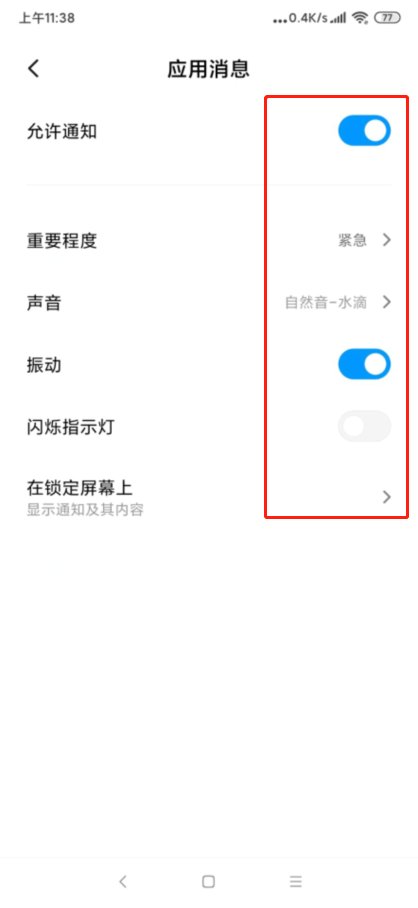 上午11:38
...0.4K/s 77
应用消息
允许通知
重要程度 紧急
声音 自然音-水滴
振动
闪烁指示灯
在锁定屏幕上
显示通知及其内容